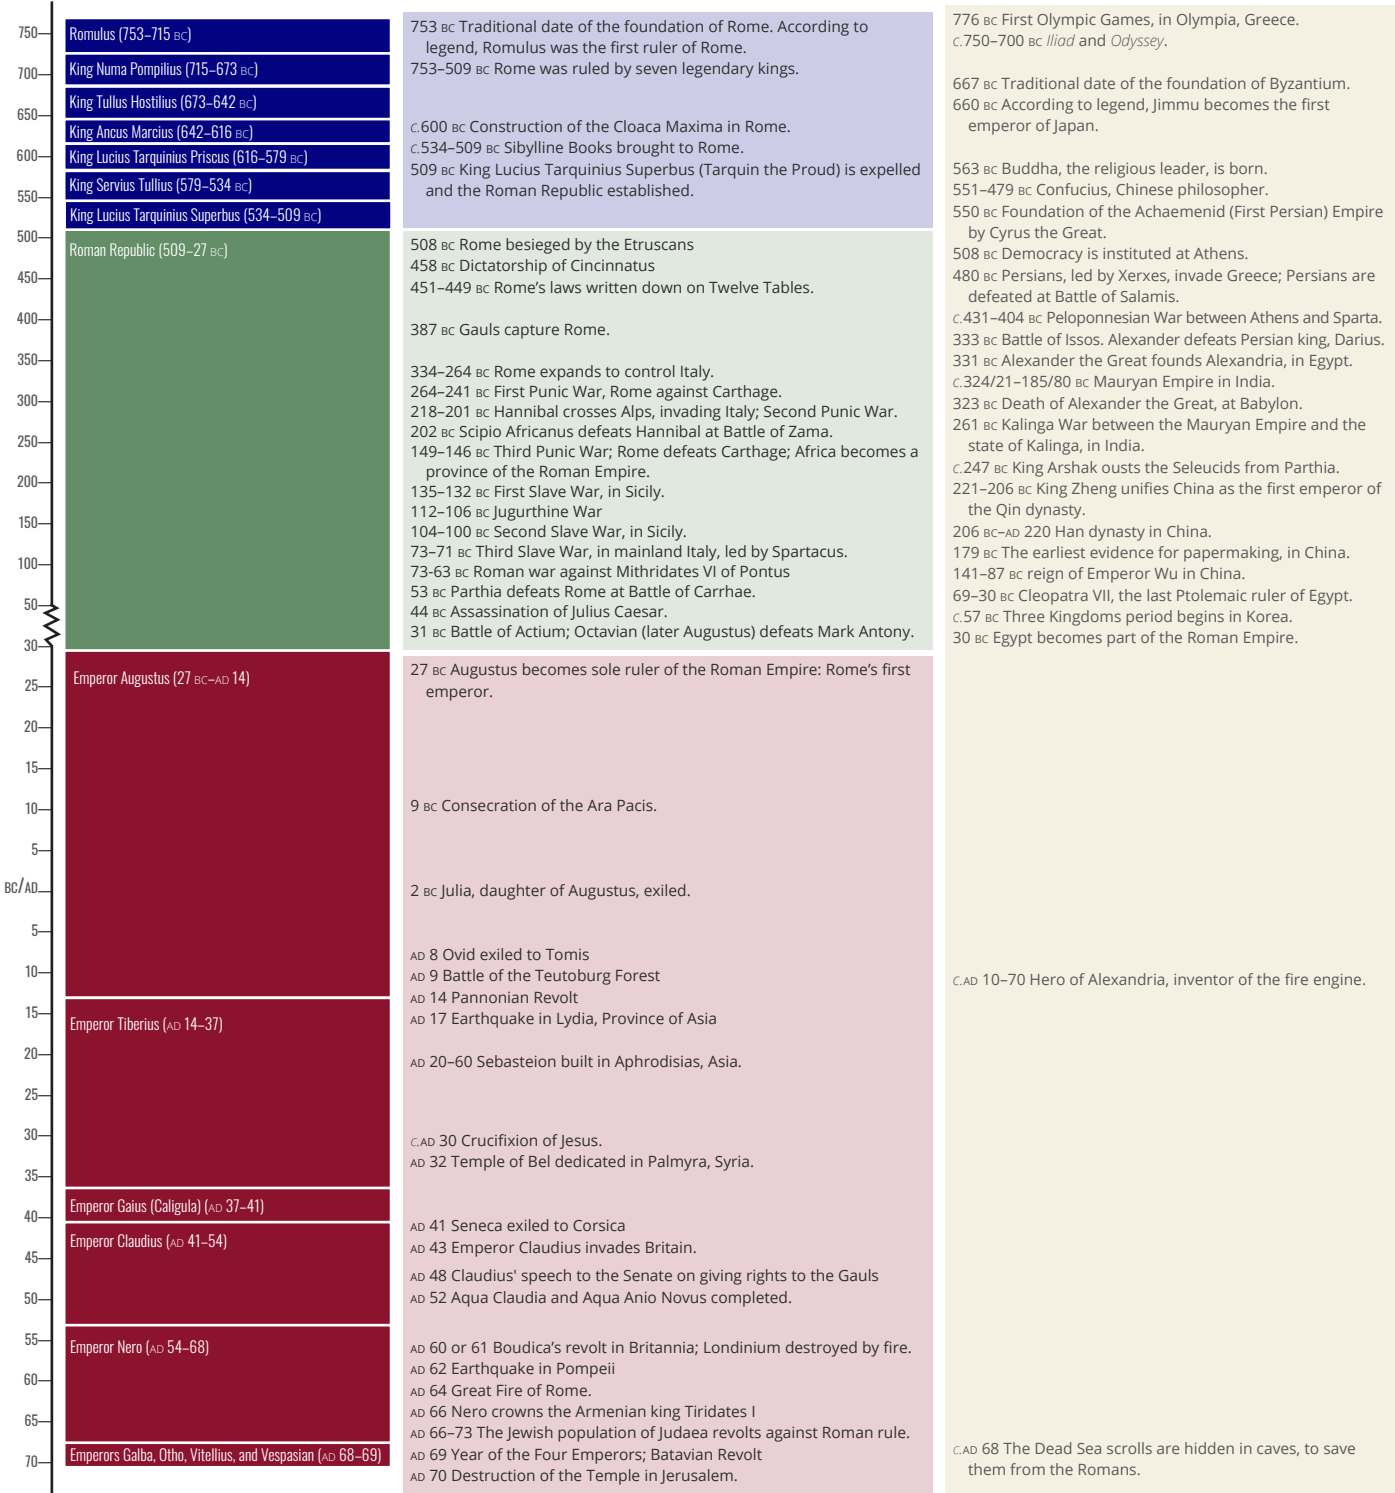 750
700
650
600
550
500
450
400
350
300
250
200
150
100
50
30
25
20
15
10
5
BC/AD
5
10
15
20
25
30
35
40
45
50
55
60
65
70
Romulus (753–715 BC)
King Numa Pompilius (715–673 BC)
King Tullus Hostilius (673–642 BC)
King Ancus Marcius (642–616 BC)
King Lucius Tarquinius Priscus (616–579 BC)
King Servius Tullius (579–534 BC)
King Lucius Tarquinius Superbus (534–509 BC)
Roman Republic (509–27 BC)
Emperor Augustus (27 BC–AD 14)
Emperor Tiberius (AD 14–37)
Emperor Gaius (Caligula) (AD 37–41)
Emperor Claudius (AD 41–54)
Emperor Nero (AD 54–68)
Emperors Galba, Otho, Vitellius, and Vespasian (AD 68–69)
753 BC Traditional date of the foundation of Rome. According to
legend, Romulus was the first ruler of Rome.
753–509 BC Rome was ruled by seven legendary kings.
c.600 BC Construction of the Cloaca Maxima in Rome.
c.534–509 BC Sibylline Books brought to Rome.
509 BC King Lucius Tarquinius Superbus (Tarquin the Proud) is expelled
and the Roman Republic established.
508 BC Rome besieged by the Etruscans
458 BC Dictatorship of Cincinnatus
451–449 BC Rome’s laws written down on Twelve Tables.
387 BC Gauls capture Rome.
334–264 BC Rome expands to control Italy.
264–241 BC First Punic War, Rome against Carthage.
218–201 BC Hannibal crosses Alps, invading Italy; Second Punic War.
202 BC Scipio Africanus defeats Hannibal at Battle of Zama.
149–146 BC Third Punic War; Rome defeats Carthage; Africa becomes a
province of the Roman Empire.
135–132 BC First Slave War, in Sicily.
112–106 BC Jugurthine War
104–100 BC Second Slave War, in Sicily.
73–71 BC Third Slave War, in mainland Italy, led by Spartacus.
73-63 BC Roman war against Mithridates VI of Pontus
53 BC Parthia defeats Rome at Battle of Carrhae.
44 BC Assassination of Julius Caesar.
31 BC Battle of Actium; Octavian (later Augustus) defeats Mark Antony.
27 BC Augustus becomes sole ruler of the Roman Empire: Rome’s first
emperor.
9 BC Consecration of the Ara Pacis.
2 BC Julia, daughter of Augustus, exiled.
AD 8 Ovid exiled to Tomis
AD 9 Battle of the Teutoburg Forest
AD 14 Pannonian Revolt
AD 17 Earthquake in Lydia, Province of Asia
AD 20–60 Sebasteion built in Aphrodisias, Asia.
c.AD 30 Crucifixion of Jesus.
AD 32 Temple of Bel dedicated in Palmyra, Syria.
AD 41 Seneca exiled to Corsica
AD 43 Emperor Claudius invades Britain.
AD 48 Claudius' speech to the Senate on giving rights to the Gauls
AD 52 Aqua Claudia and Aqua Anio Novus completed.
AD 60 or 61 Boudica’s revolt in Britannia; Londinium destroyed by fire.
AD 62 Earthquake in Pompeii
AD 64 Great Fire of Rome.
AD 66 Nero crowns the Armenian king Tiridates I
AD 66–73 The Jewish population of Judaea revolts against Roman rule.
AD 69 Year of the Four Emperors; Batavian Revolt
AD 70 Destruction of the Temple in Jerusalem.
776 BC First Olympic Games, in Olympia, Greece.
c.750–700 BC Iliad and Odyssey.
667 BC Traditional date of the foundation of Byzantium.
660 BC According to legend, Jimmu becomes the first
emperor of Japan.
563 BC Buddha, the religious leader, is born.
551–479 BC Confucius, Chinese philosopher.
550 BC Foundation of the Achaemenid (First Persian) Empire
by Cyrus the Great.
508 BC Democracy is instituted at Athens.
480 BC Persians, led by Xerxes, invade Greece; Persians are
defeated at Battle of Salamis.
c.431–404 BC Peloponnesian War between Athens and Sparta.
333 BC Battle of Issos. Alexander defeats Persian king, Darius.
331 BC Alexander the Great founds Alexandria, in Egypt.
c.324/21–185/80 BC Mauryan Empire in India.
323 BC Death of Alexander the Great, at Babylon.
261 BC Kalinga War between the Mauryan Empire and the
state of Kalinga, in India.
c.247 BC King Arshak ousts the Seleucids from Parthia.
221–206 BC King Zheng unifies China as the first emperor of
the Qin dynasty.
206 BC–AD 220 Han dynasty in China.
179 BC The earliest evidence for papermaking, in China.
141–87 BC reign of Emperor Wu in China.
69–30 BC Cleopatra VII, the last Ptolemaic ruler of Egypt.
c.57 BC Three Kingdoms period begins in Korea.
30 BC Egypt becomes part of the Roman Empire.
c.AD 10–70 Hero of Alexandria, inventor of the fire engine.
c.AD 68 The Dead Sea scrolls are hidden in caves, to save
them from the Romans.